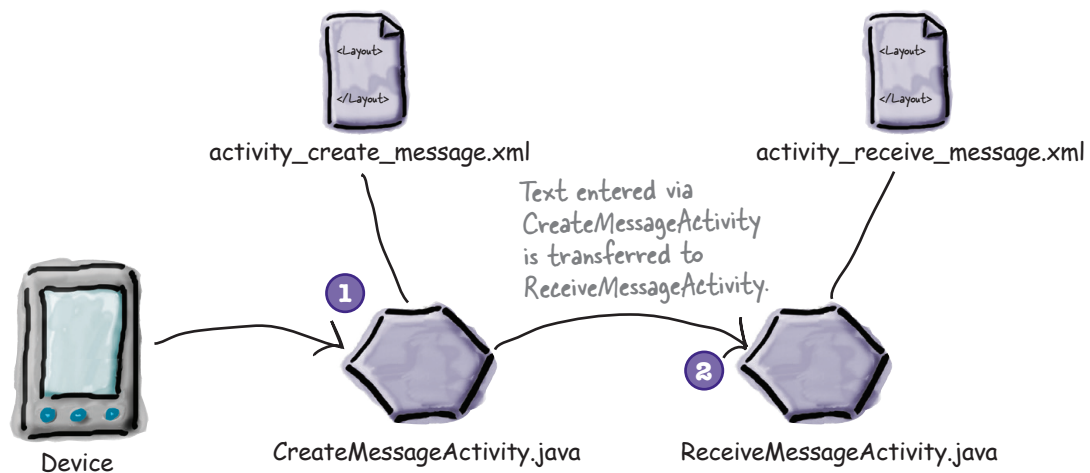 <Layout>
</Layout>
activity_create_message.xml
<Layout>
</Layout>
activity_receive_message.xml
Text entered via
CreateMessageActivity
is transferred to
ReceiveMessageActivity.
1
2
Device
CreateMessageActivity.java
ReceiveMessageActivity.java